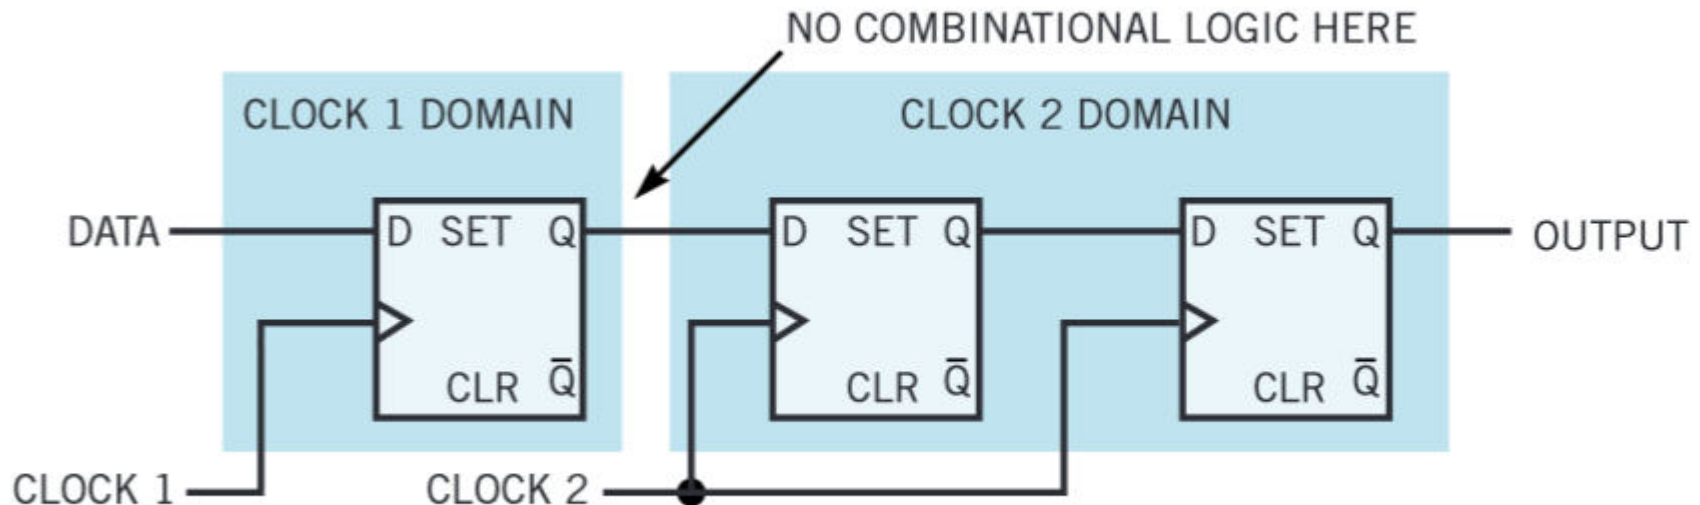 NO COMBINATIONAL LOGIC HERE
CLOCK 1 DOMAIN
CLOCK 2 DOMAIN
DATA
D SET Q
CLR Q̅
D SET Q
CLR Q̅
D SET Q
CLR Q̅
OUTPUT
CLOCK 1
CLOCK 2